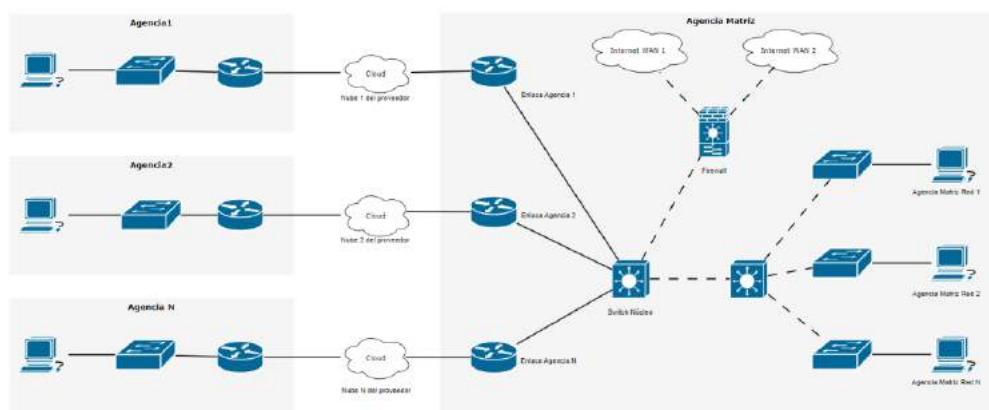 Agencia1
Cloud
Nube 1 del proveedor
Agencia2
Cloud
Nube 2 del proveedor
Agencia N
Cloud
Nube N del proveedor
Agencia Matriz
Internet WAN 1
Internet WAN 2
Enlace Agencia 1
Firewall
Agencia Matriz Red 1
Enlace Agencia 2
Agencia Matriz Red 2
Switch Núcleo
Enlace Agencia N
Agencia Matriz Red N